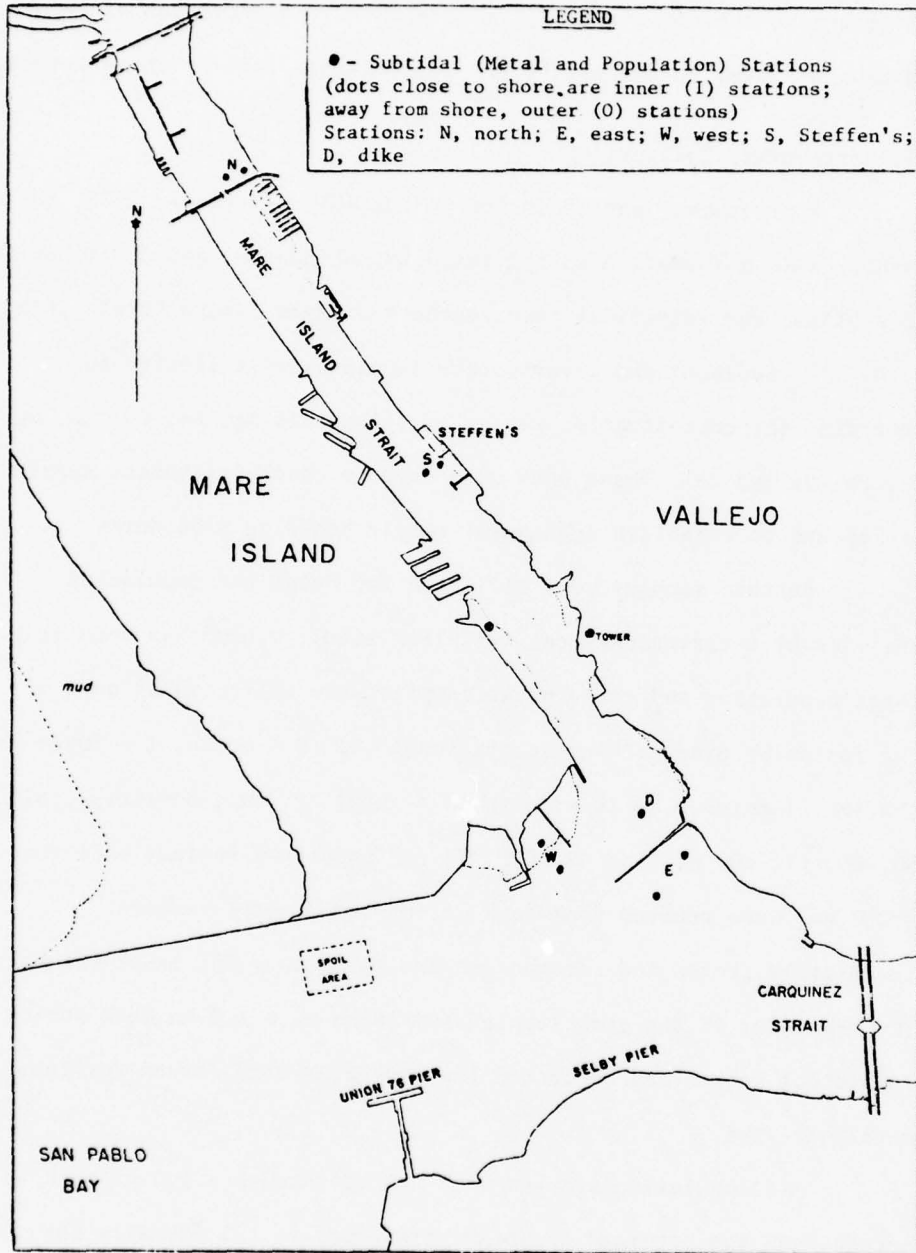 LEGEND
● - Subtidal (Metal and Population) Stations
(dots close to shore are inner (I) stations;
away from shore, outer (O) stations)
Stations: N, north; E, east; W, west; S, Steffen's;
D, dike
N
N
MARE
ISLAND
STRAIT
STEFFEN'S
S
MARE
ISLAND
VALLEJO
TOWER
mud
D
W
E
SPOIL
AREA
CARQUINEZ
STRAIT
SELBY PIER
UNION 76 PIER
SAN PABLO
BAY